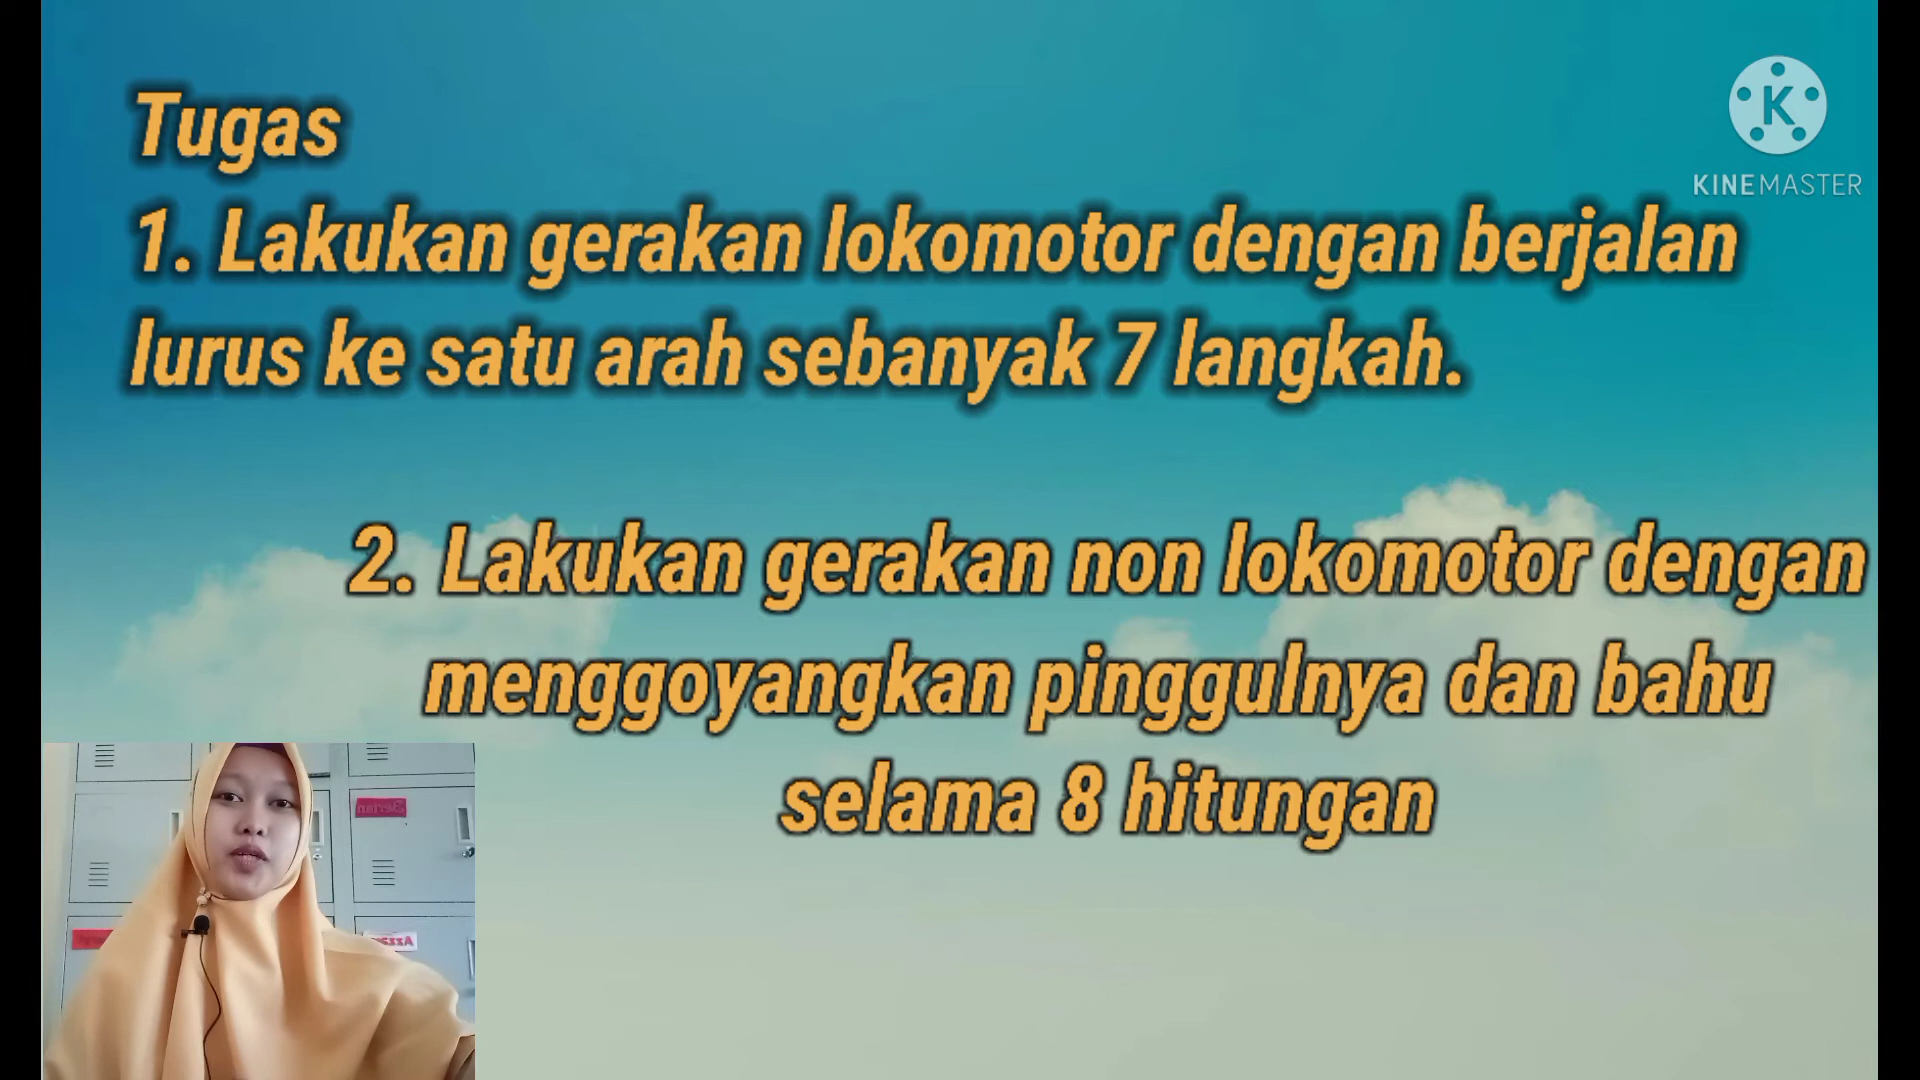 Tugas
1. Lakukan gerakan lokomotor dengan berjalan
lurus ke satu arah sebanyak 7 langkah.
2. Lakukan gerakan non lokomotor dengan
menggoyangkan pinggulnya dan bahu
selama 8 hitungan
K
KINEMASTER